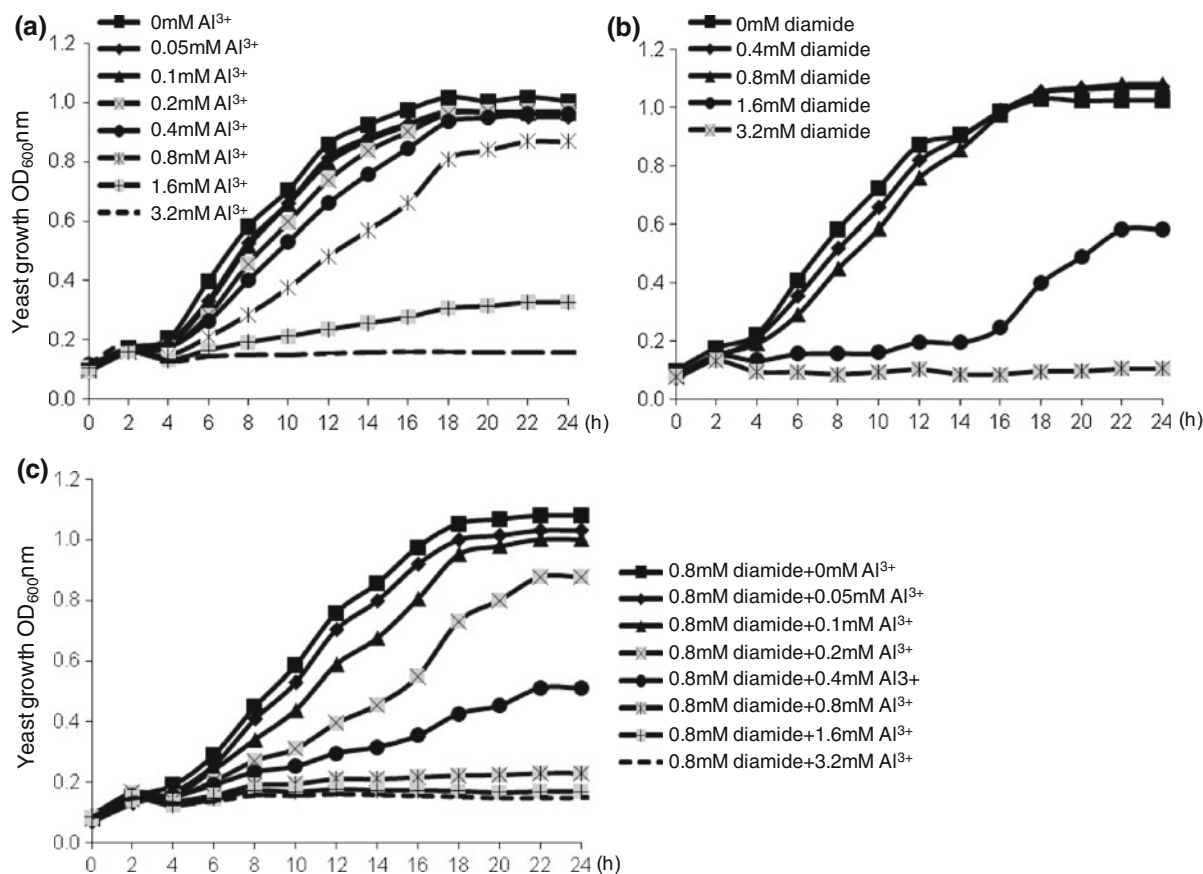 (a)
0mM Al³⁺
0.05mM Al³⁺
0.1mM Al³⁺
0.2mM Al³⁺
0.4mM Al³⁺
0.8mM Al³⁺
1.6mM Al³⁺
3.2mM Al³⁺
Yeast growth OD₆₀₀nm
1.2
1.0
0.8
0.6
0.4
0.2
0.0
0 2 4 6 8 10 12 14 16 18 20 22 24 (h)
(b)
0mM diamide
0.4mM diamide
0.8mM diamide
1.6mM diamide
3.2mM diamide
1.2
1.0
0.8
0.6
0.4
0.2
0.0
0 2 4 6 8 10 12 14 16 18 20 22 24 (h)
(c)
Yeast growth OD₆₀₀nm
1.2
1.0
0.8
0.6
0.4
0.2
0.0
0 2 4 6 8 10 12 14 16 18 20 22 24 (h)
0.8mM diamide+0mM Al³⁺
0.8mM diamide+0.05mM Al³⁺
0.8mM diamide+0.1mM Al³⁺
0.8mM diamide+0.2mM Al³⁺
0.8mM diamide+0.4mM Al3+
0.8mM diamide+0.8mM Al³⁺
0.8mM diamide+1.6mM Al³⁺
0.8mM diamide+3.2mM Al³⁺